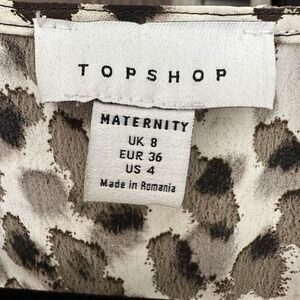 TOPSHOP
MATERNITY
UK 8
EUR 36
US 4
Made in Romania